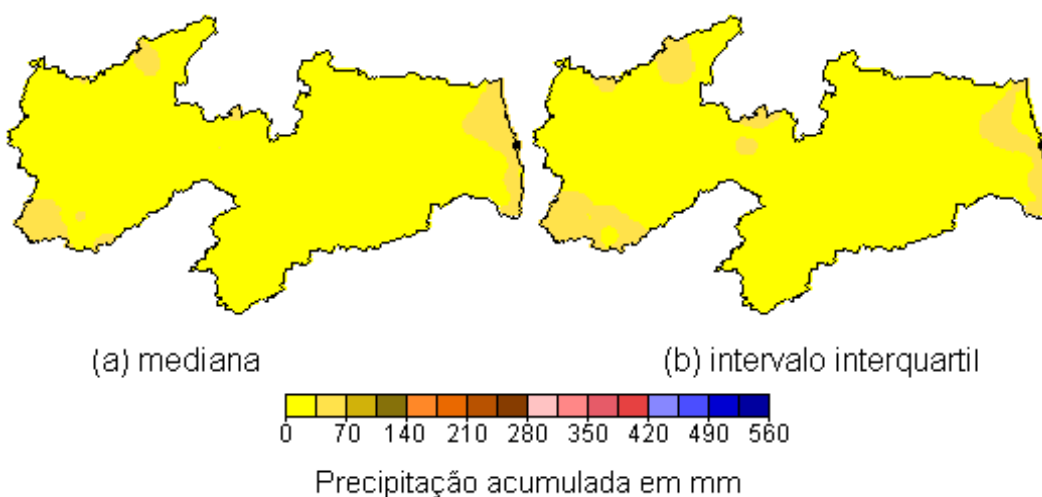 (a) mediana
(b) intervalo interquartil
0 70 140 210 280 350 420 490 560
Precipitação acumulada em mm